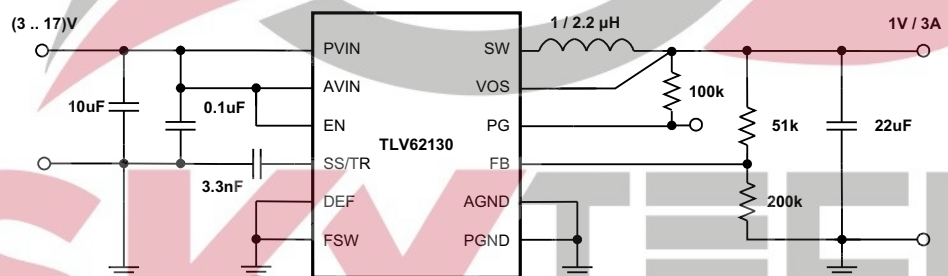 (3 .. 17)V
1 / 2.2 µH
1V / 3A
PVIN
SW
AVIN
VOS
10uF
0.1uF
100k
EN
PG
51k
22uF
TLV62130
SS/TR
FB
3.3nF
DEF
AGND
200k
FSW
PGND
SKYTECH